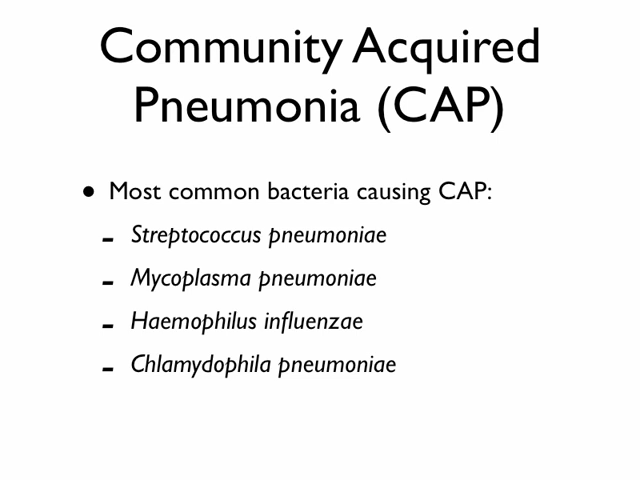 Community Acquired
Pneumonia (CAP)
• Most common bacteria causing CAP:
- Streptococcus pneumoniae
- Mycoplasma pneumoniae
- Haemophilus influenzae
- Chlamydophila pneumoniae